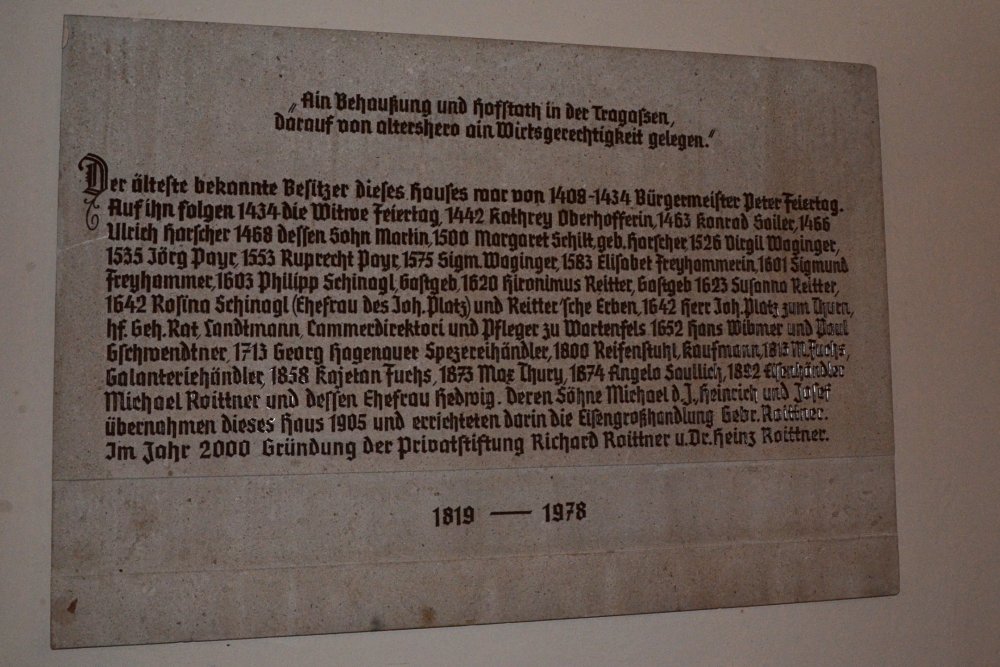 „Ain Behaußung und Hofstath in der Tragassen,
darauf von altershero ain Wirtsgerechtigkeit gelegen.“
Der älteste bekannte Besitzer dieses Hauses war von 1408-1434 Bürgermeister Peter Feiertag.
Auf ihn folgen 1434 die Witwe Feiertag, 1442 Kathrey Oberhofferin, 1463 Konrad Sailer, 1466
Ulrich Harscher 1468 dessen Sohn Martin, 1500 Margaret Schilt, geb. Harscher 1526 Virgil Waginger,
1535 Jörg Payr, 1553 Ruprecht Payr, 1575 Sigm. Waginger, 1583 Elisabet Freyhammerin, 1601 Sigmund
Freyhammer, 1603 Philipp Schinagl, Gastgeb, 1620 Hironimus Reitter, Gastgeb 1623 Susanna Reitter,
1642 Rosina Schinagl (Ehefrau des Joh. Platz) und Reitter'sche Erben, 1642 Herr Joh. Platz zum Thurn,
hf. Geh. Rat, Landtmann, Cammerdirektori und Pfleger zu Wartenfels 1652 Hans Wibmer und Paul
Gschwendtner, 1713 Georg Hagenauer Spezereihändler, 1800 Reifenstuhl, Kaufmann, 1813 M. Fuchs,
Galanteriehändler, 1858 Kajetan Fuchs, 1873 Max Thury, 1874 Angelo Saullich, 1892 Eisenhändler
Michael Roittner und dessen Ehefrau Hedwig. Deren Söhne Michael d. J., Heinrich und Josef
übernahmen dieses Haus 1905 und errichteten darin die Eisengroßhandlung Gebr. Roittner.
Im Jahr 2000 Gründung der Privatstiftung Richard Roittner u. Dr. Heinz Roittner.
1819 — 1978